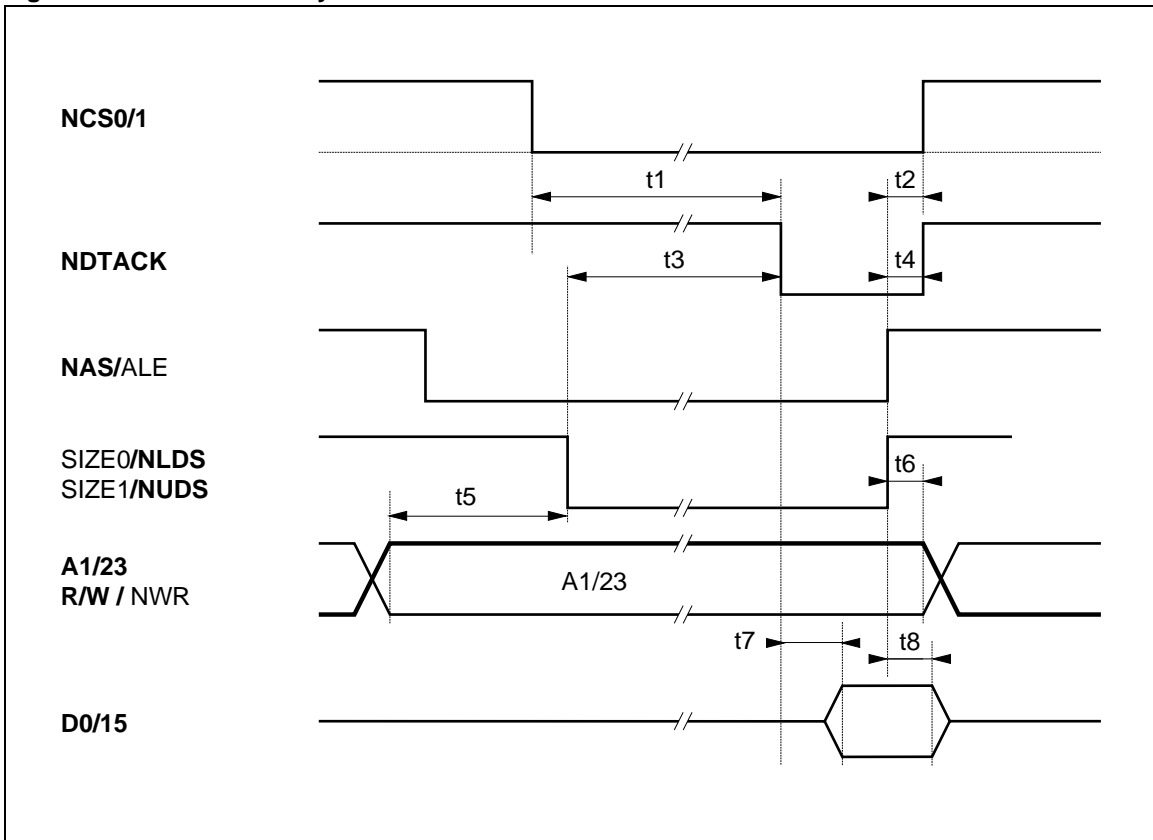 NCS0/1
t1
t2
NDTACK
t3
t4
NAS/ALE
SIZE0/NLDS
SIZE1/NUDS
t6
t5
A1/23
R/W / NWR
A1/23
t7
t8
D0/15